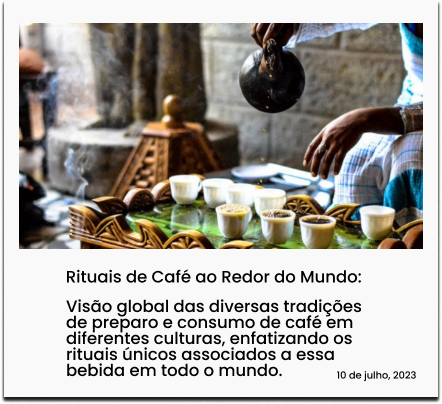 Rituais de Café ao Redor do Mundo:
Visão global das diversas tradições
de preparo e consumo de café em
diferentes culturas, enfatizando os
rituais únicos associados a essa
bebida em todo o mundo.
10 de julho, 2023